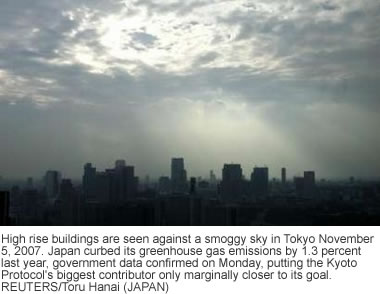 High rise buildings are seen against a smoggy sky in Tokyo November
5, 2007. Japan curbed its greenhouse gas emissions by 1.3 percent
last year, government data confirmed on Monday, putting the Kyoto
Protocol's biggest contributor only marginally closer to its goal.
REUTERS/Toru Hanai (JAPAN)